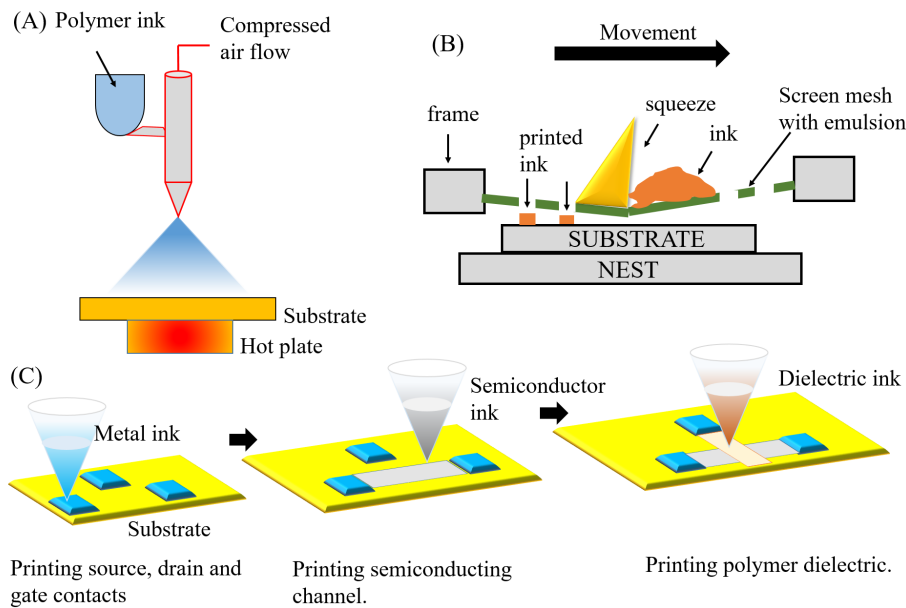 (A)
Polymer ink
Compressed
air flow
Substrate
Hot plate
(B)
Movement
frame
printed
ink
squeeze
ink
Screen mesh
with emulsion
SUBSTRATE
NEST
(C)
Metal ink
Substrate
Printing source, drain and
gate contacts
Semiconductor
ink
Printing semiconducting
channel.
Dielectric ink
Printing polymer dielectric.